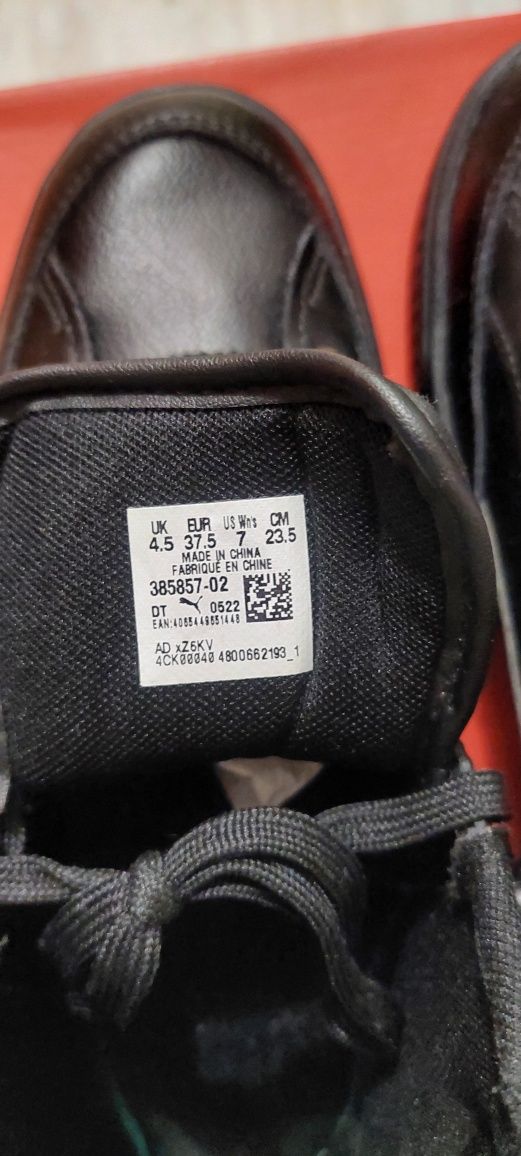 UK EUR US Wn's CM
4.5 37.5 7 23.5
MADE IN CHINA
FABRIQUÉ EN CHINE
385857-02
DT 0522
EAN:4065449651448
AD xZ6KV
4CK00040 4800662193_1